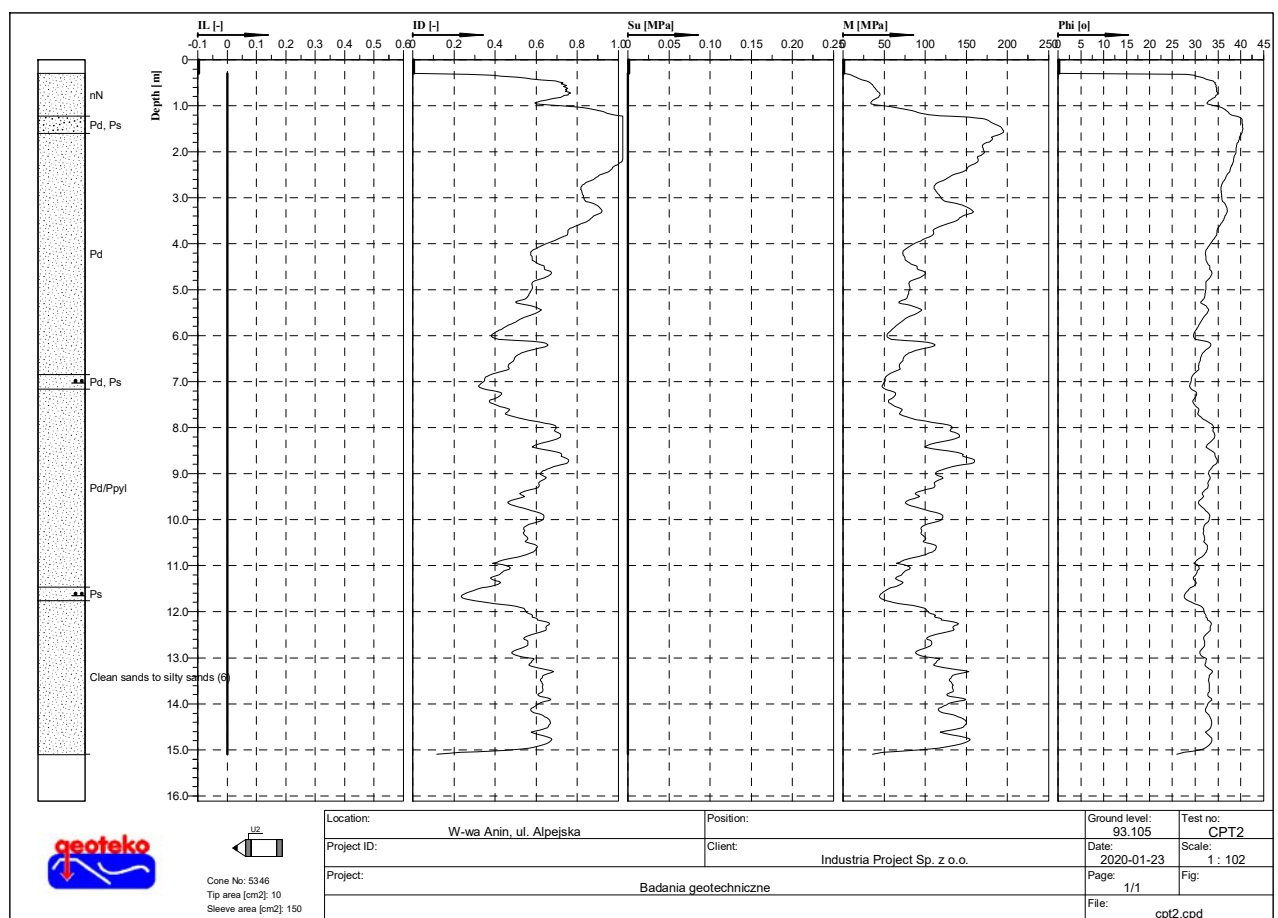 IL [-]
-0.1 0 0.1 0.2 0.3 0.4 0.5 0.6
ID [-]
0.2 0.4 0.6 0.8 1.0
Su [MPa]
0 0.05 0.10 0.15 0.20 0.25
M [MPa]
0 50 100 150 200 250
Phi [o]
0 5 10 15 20 25 30 35 40 45
Depth [m]
0
1.0
2.0
3.0
4.0
5.0
6.0
7.0
8.0
9.0
10.0
11.0
12.0
13.0
14.0
15.0
16.0
nN
Pd, Ps
Pd
Pd, Ps
Pd/Ppyl
Ps
Clean sands to silty sands (6)
geoteko
U2
Cone No: 5346
Tip area [cm2]: 10
Sleeve area [cm2]: 150
Location:
W-wa Anin, ul. Alpejska
Position:
Ground level:
93.105
Test no:
CPT2
Project ID:
Client:
Industria Project Sp. z o.o.
Date:
2020-01-23
Scale:
1 : 102
Project:
Badania geotechniczne
Page:
1/1
Fig:
File:
cpt2.cpd